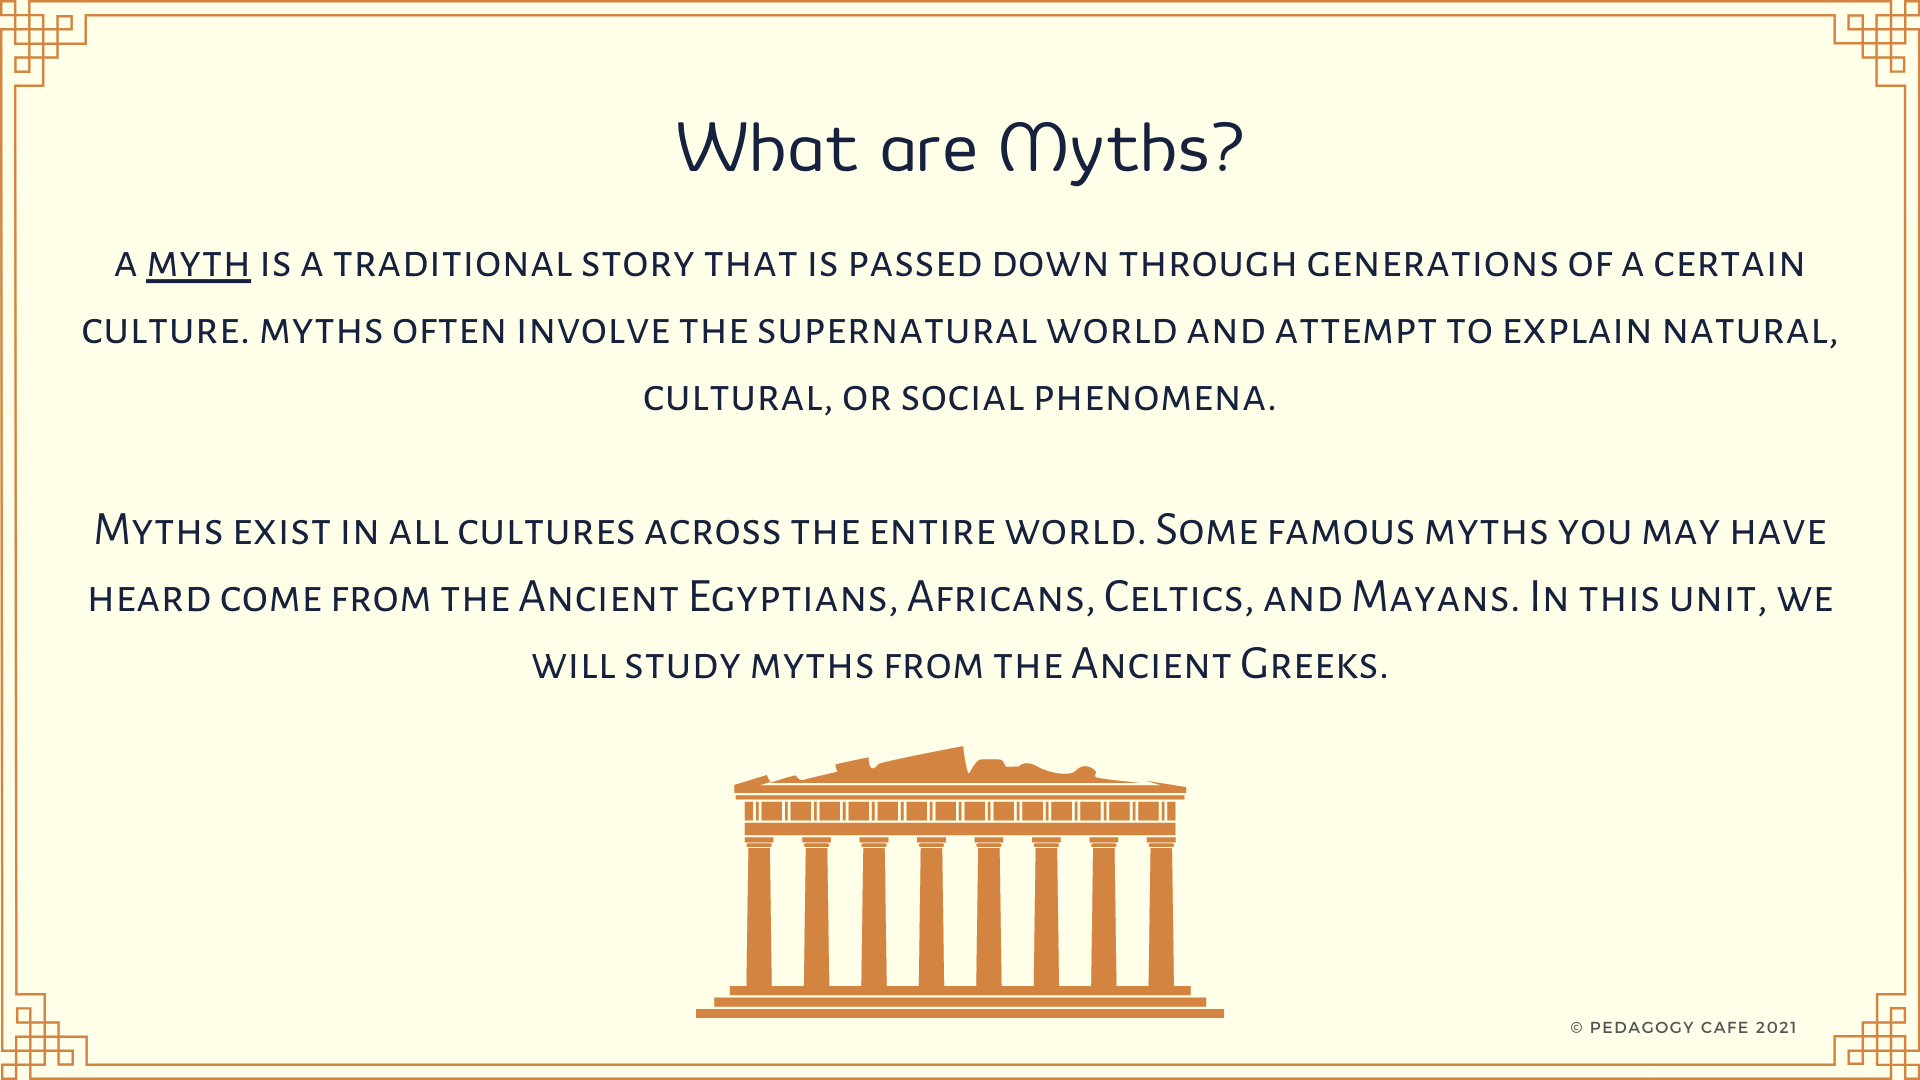 What are Myths?
A MYTH IS A TRADITIONAL STORY THAT IS PASSED DOWN THROUGH GENERATIONS OF A CERTAIN
CULTURE. MYTHS OFTEN INVOLVE THE SUPERNATURAL WORLD AND ATTEMPT TO EXPLAIN NATURAL,
CULTURAL, OR SOCIAL PHENOMENA.
MYTHS EXIST IN ALL CULTURES ACROSS THE ENTIRE WORLD. SOME FAMOUS MYTHS YOU MAY HAVE
HEARD COME FROM THE ANCIENT EGYPTIANS, AFRICANS, CELTICS, AND MAYANS. IN THIS UNIT, WE
WILL STUDY MYTHS FROM THE ANCIENT GREEKS.
© PEDAGOGY CAFE 2021